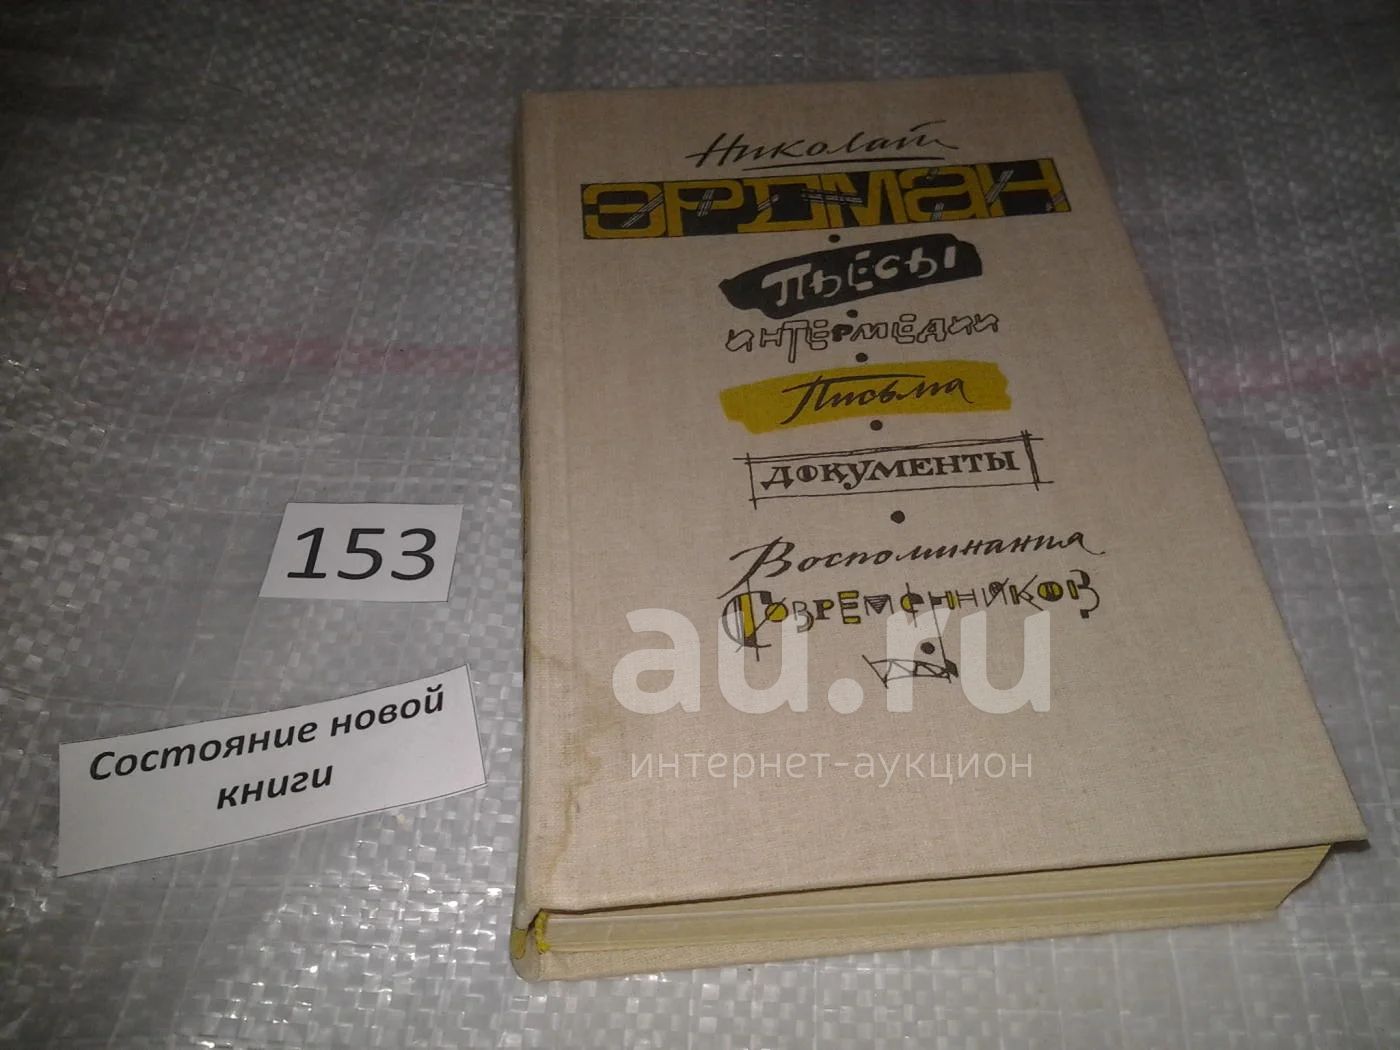 Николай
ЭРДМАН
Пьесы
ИНТЕРМЕДИИ
Письма
ДОКУМЕНТЫ
Воспоминания
СОВРЕМЕННИКОВ
153
Состояние новой
книги
au.ru
интернет-аукцион